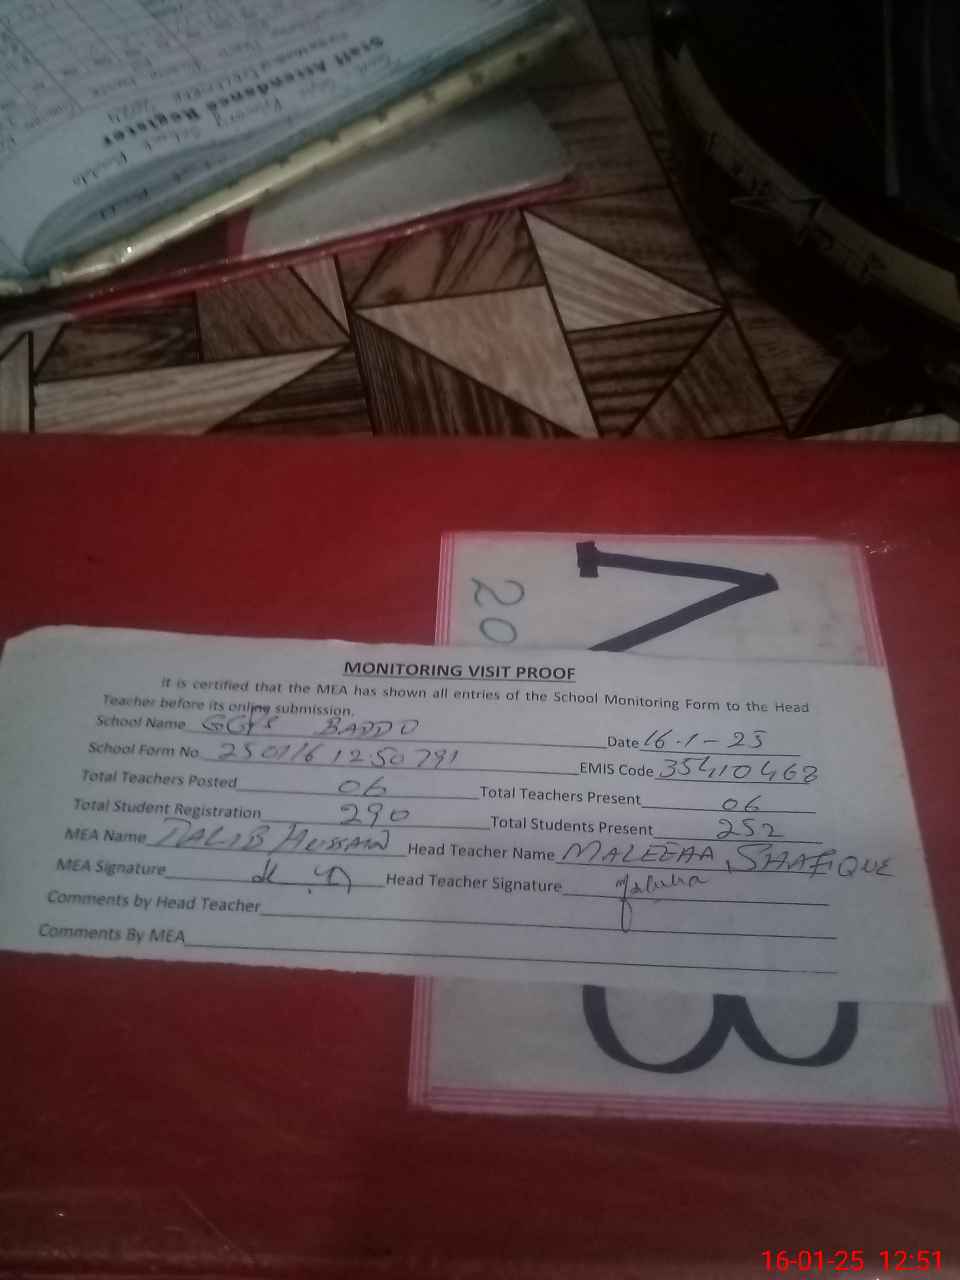 Staff Attendance Register
20
MONITORING VISIT PROOF
It is certified that the MEA has shown all entries of the School Monitoring Form to the Head
Teacher before its online submission.
School Name GGPS BADDO Date 16-1-25
School Form No 2501161250791 EMIS Code 35410468
Total Teachers Posted 06 Total Teachers Present 06
Total Student Registration 290 Total Students Present 252
MEA Name TALIB HUSSAIN Head Teacher Name MALEEHA SHAFIQUE
MEA Signature Head Teacher Signature Maleeha
Comments by Head Teacher
Comments By MEA
16-01-25 12:51